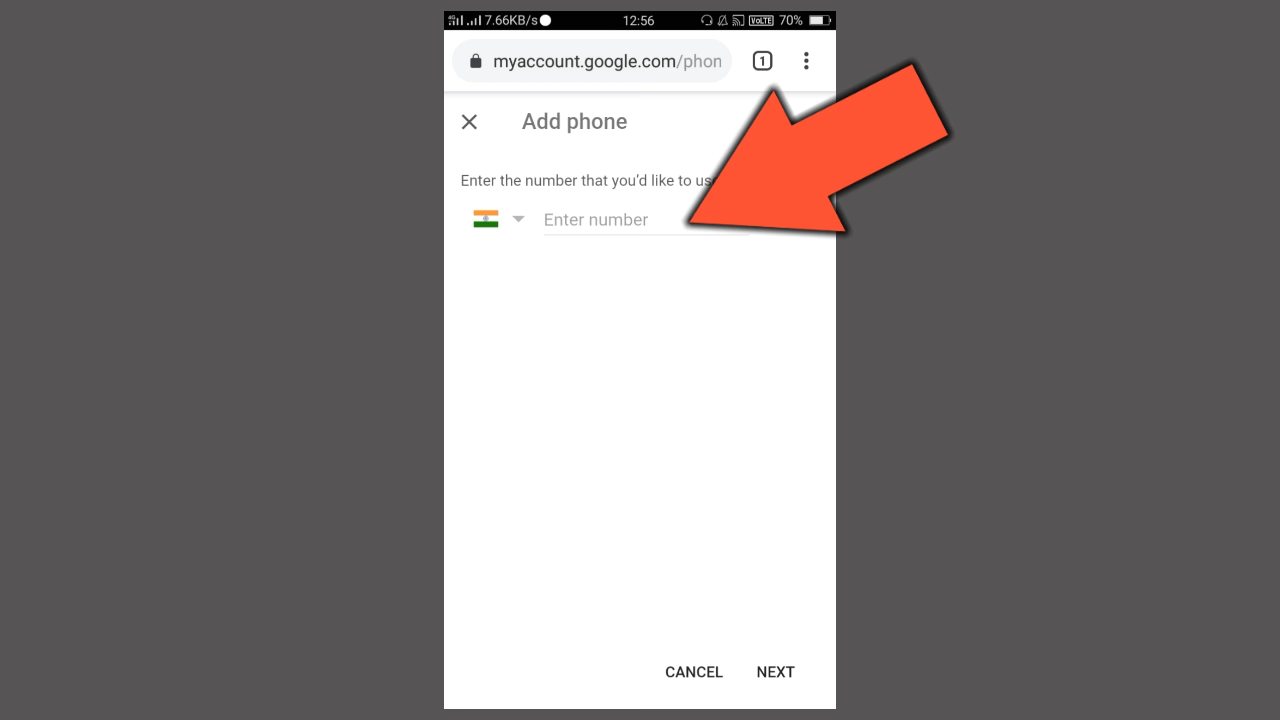 7.66KB/s 12:56 VoLTE 70%
myaccount.google.com/phon
1
Add phone
Enter the number that you'd like to us
Enter number
CANCEL NEXT